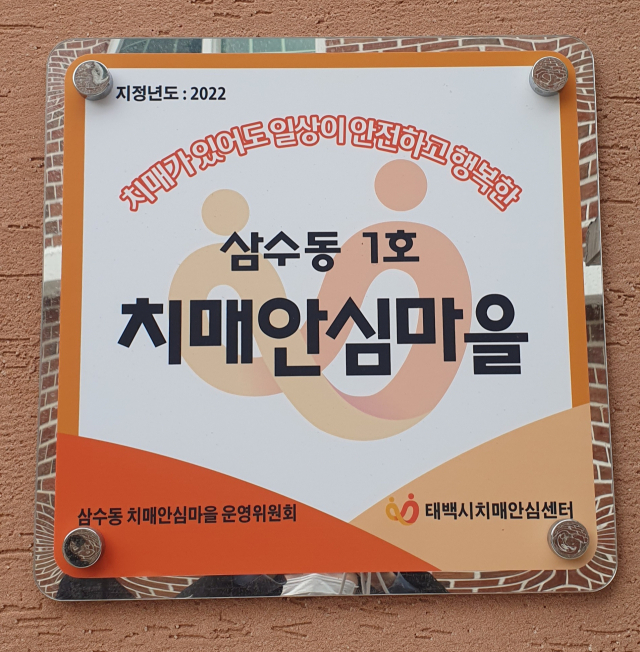 지정년도 : 2022
치매가 있어도 일상이 안전하고 행복한
삼수동 1호
치매안심마을
삼수동 치매안심마을 운영위원회
태백시치매안심센터